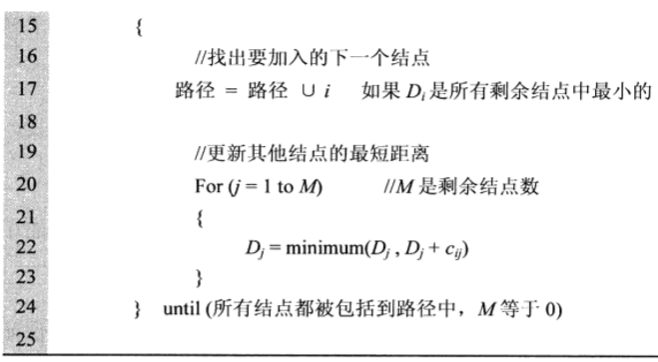 15 {
16 //找出要加入的下一个结点
17 路径 = 路径 ∪ i 如果 Di是所有剩余结点中最小的
18
19 //更新其他结点的最短距离
20 For (j = 1 to M) //M 是剩余结点数
21 {
22 Dj = minimum(Dj , Dj + cij)
23 }
24 } until (所有结点都被包括到路径中，M 等于 0)
25